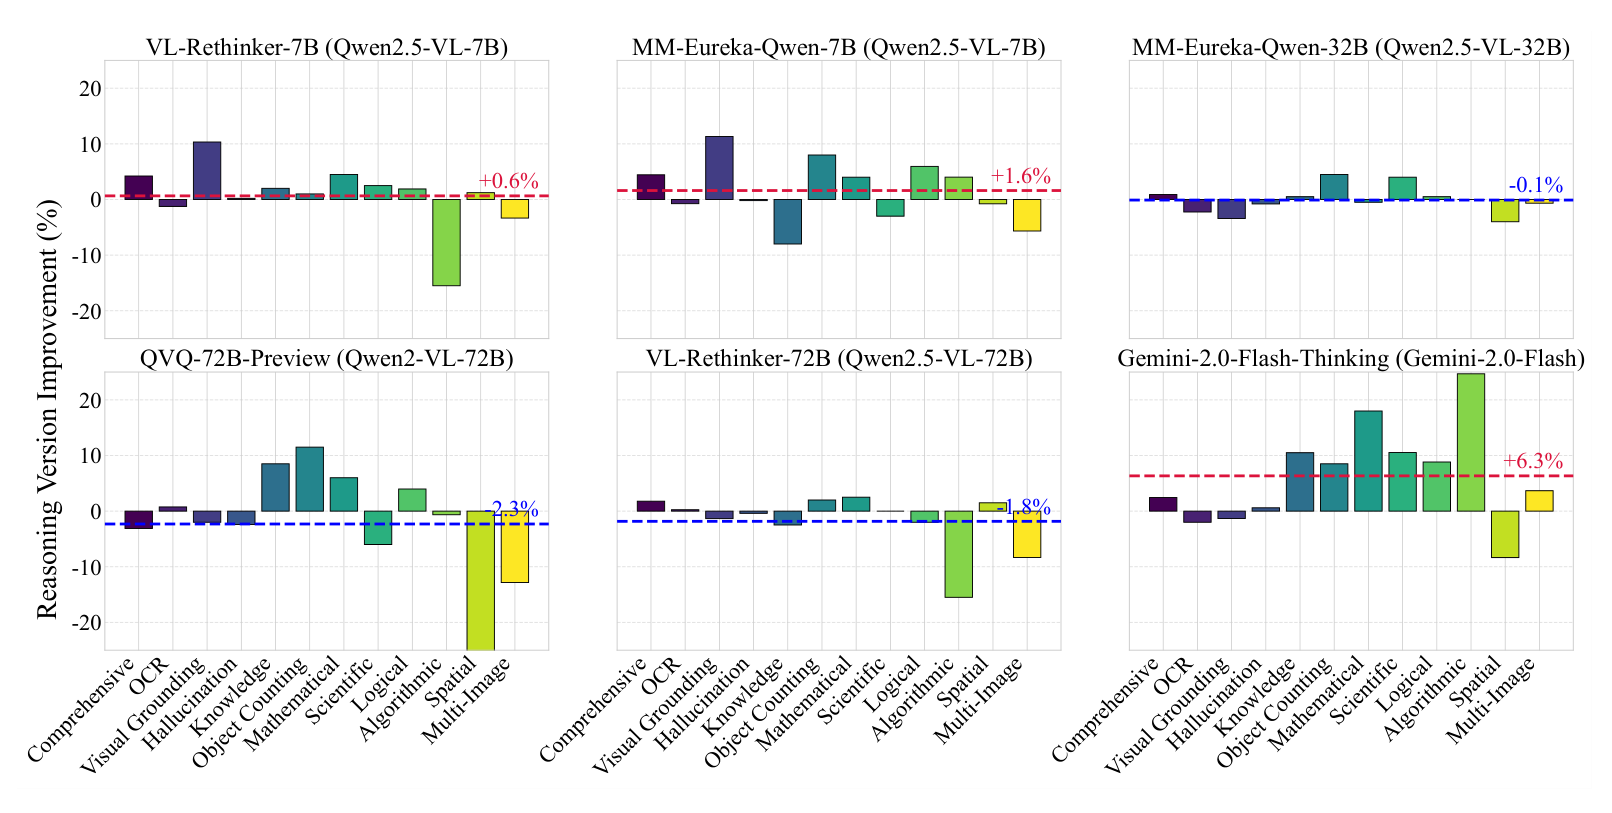 VL-Rethinker-7B (Qwen2.5-VL-7B)
MM-Eureka-Qwen-7B (Qwen2.5-VL-7B)
MM-Eureka-Qwen-32B (Qwen2.5-VL-32B)
Reasoning Version Improvement (%)
20
10
0
-10
-20
+0.6%
+1.6%
-0.1%
QVQ-72B-Preview (Qwen2-VL-72B)
VL-Rethinker-72B (Qwen2.5-VL-72B)
Gemini-2.0-Flash-Thinking (Gemini-2.0-Flash)
20
10
0
-10
-20
-2.3%
-1.8%
+6.3%
Comprehensive
OCR
Visual Grounding
Hallucination
Knowledge
Object Counting
Mathematical
Scientific
Logical
Algorithmic
Spatial
Multi-Image
Comprehensive
OCR
Visual Grounding
Hallucination
Knowledge
Object Counting
Mathematical
Scientific
Logical
Algorithmic
Spatial
Multi-Image
Comprehensive
OCR
Visual Grounding
Hallucination
Knowledge
Object Counting
Mathematical
Scientific
Logical
Algorithmic
Spatial
Multi-Image